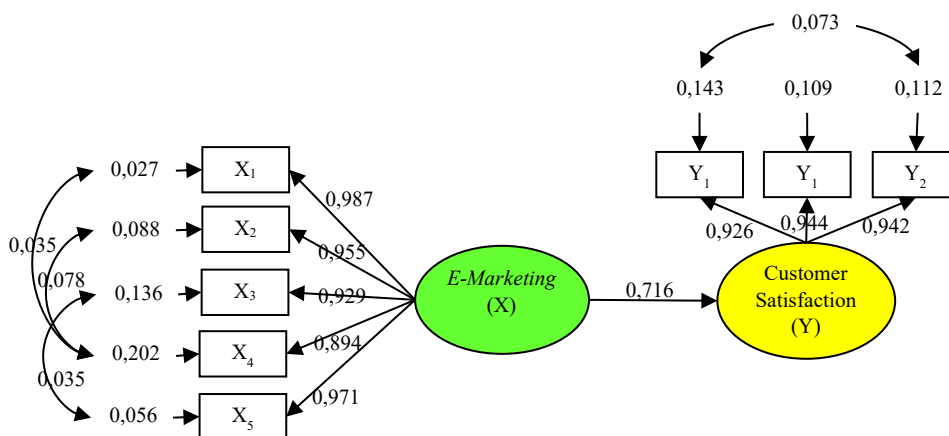 0,073
0,143 0,109 0,112
Y1 Y1 Y2
0,926 0,944 0,942
0,027 X1 0,987
0,088 X2 0,955
0,035
0,078
0,136 X3 0,929
0,202 X4 0,894
0,035
0,056 X5 0,971
E-Marketing
(X)
0,716
Customer
Satisfaction
(Y)